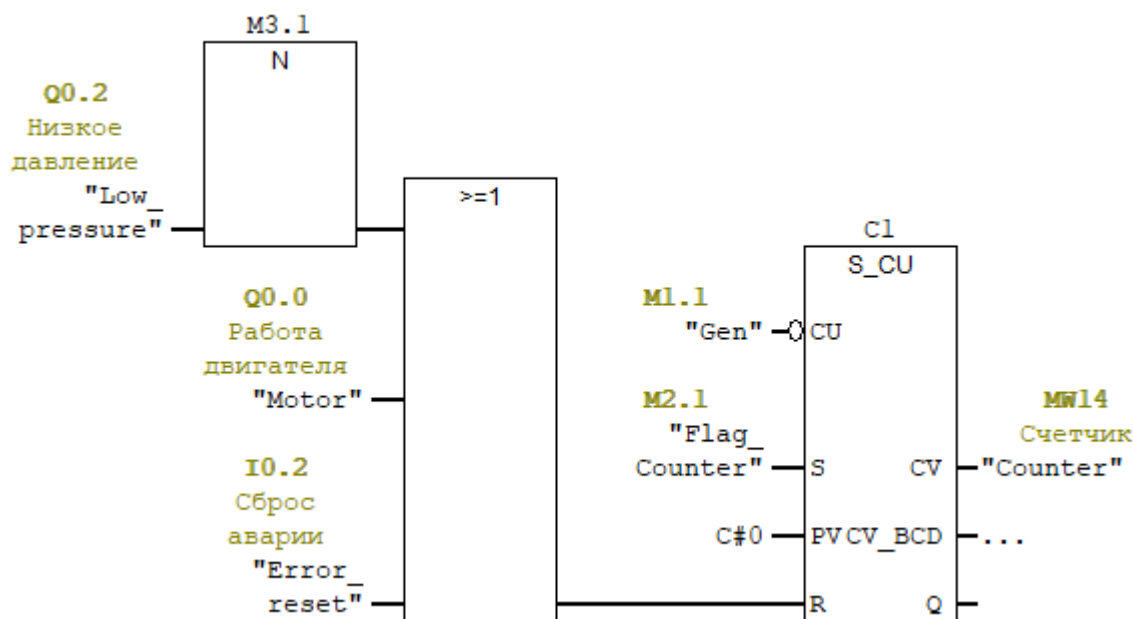 M3.1
N
Q0.2
Низкое
давление
"Low_
pressure"
>=1
Q0.0
Работа
двигателя
"Motor"
I0.2
Сброс
аварии
"Error_
reset"
C1
S_CU
M1.1
"Gen" CU
M2.1
"Flag_
Counter" S
C#0 PV
R
MW14
Счетчик
CV "Counter"
CV_BCD ...
Q